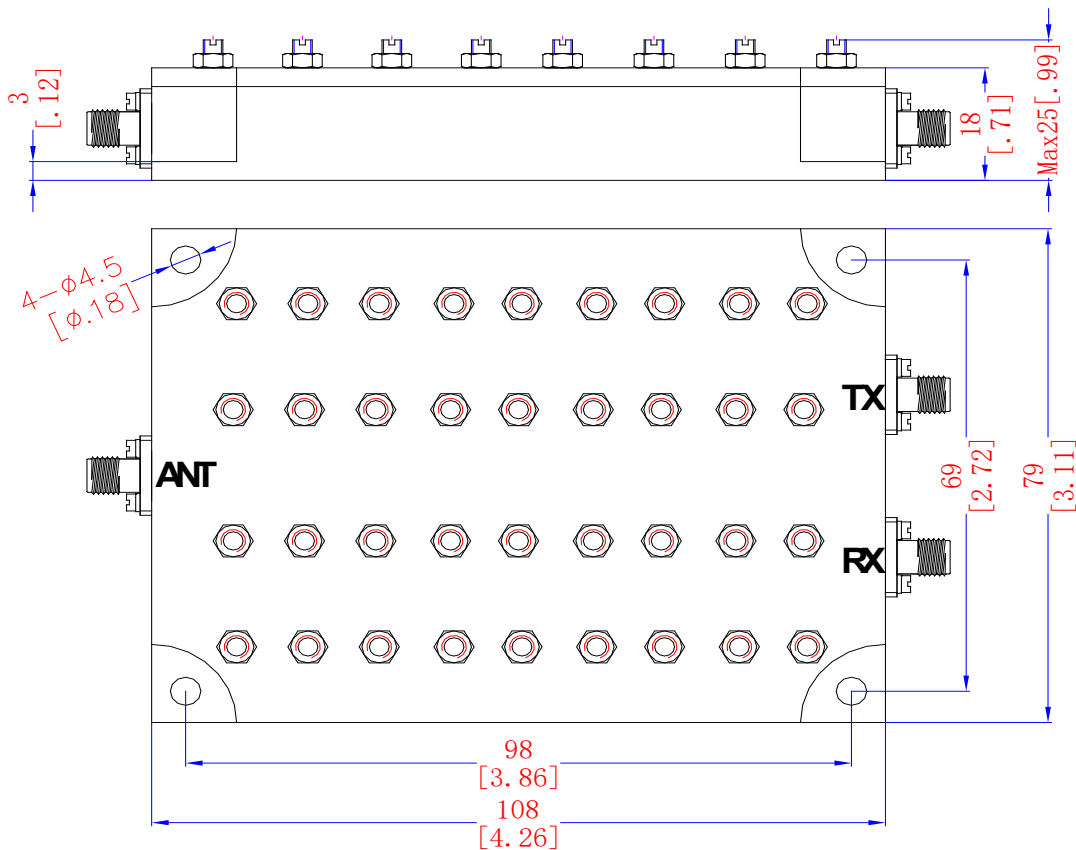 3
[.12]
18
[.71]
Max25[.99]
4-ø4.5
[ø.18]
TX
ANT
RX
69
[2.72]
79
[3.11]
98
[3.86]
108
[4.26]